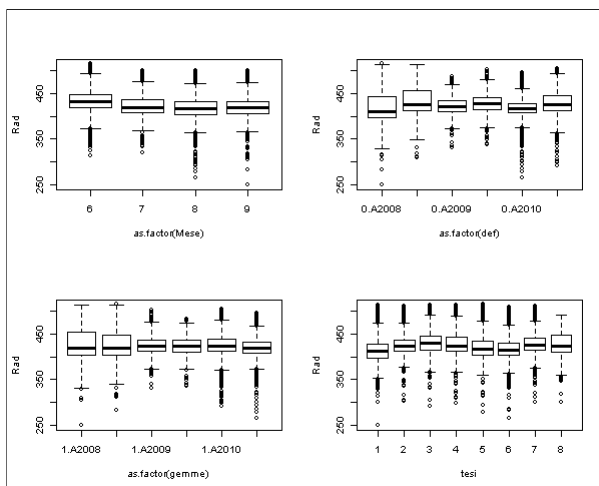 Rad
450
350
250
6 7 8 9
as.factor(Mese)
Rad
450
350
250
0.A2008 0.A2009 0.A2010
as.factor(def)
Rad
450
350
250
1.A2008 1.A2009 1.A2010
as.factor(gemme)
Rad
450
350
250
1 2 3 4 5 6 7 8
tesi